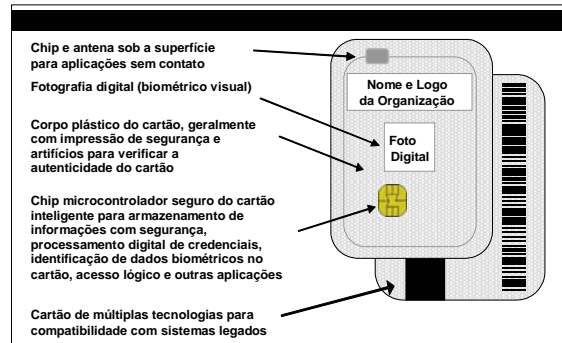 Chip e antena sob a superfície
para aplicações sem contato
Fotografia digital (biométrico visual)
Corpo plástico do cartão, geralmente
com impressão de segurança e
artifícios para verificar a
autenticidade do cartão
Chip microcontrolador seguro do cartão
inteligente para armazenamento de
informações com segurança,
processamento digital de credenciais,
identificação de dados biométricos no
cartão, acesso lógico e outras aplicações
Cartão de múltiplas tecnologias para
compatibilidade com sistemas legados
Nome e Logo
da Organização
Foto
Digital